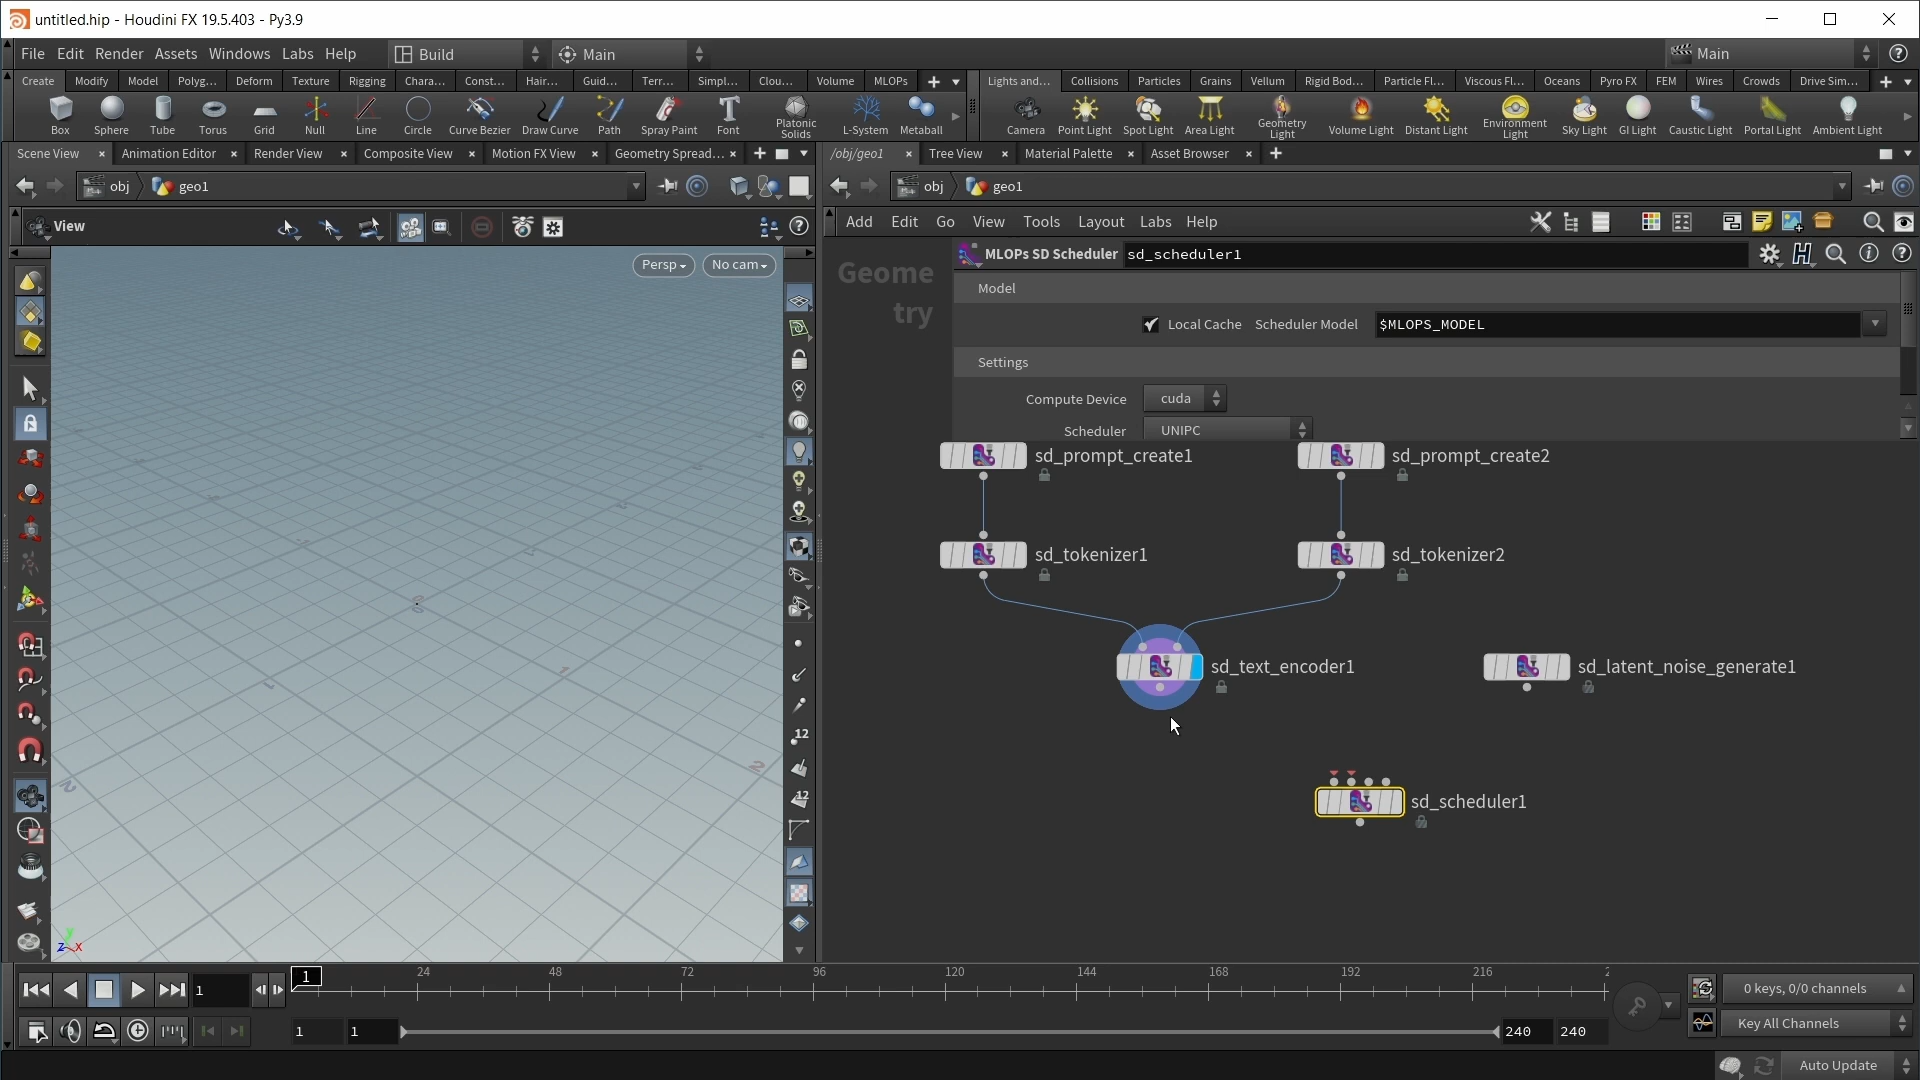 untitled.hip - Houdini FX 19.5.403 - Py3.9
File Edit Render Assets Windows Labs Help Build Main Main
Create Modify Model Polyg... Deform Texture Rigging Chara... Const... Hair... Guid... Terr... Simpl... Clou... Volume MLOPs
Lights and... Collisions Particles Grains Vellum Rigid Bod... Particle Fl... Viscous Fl... Oceans Pyro FX FEM Wires Crowds Drive Sim...
Box Sphere Tube Torus Grid Null Line Circle Curve Bezier Draw Curve Path Spray Paint Font Platonic Solids L-System Metaball
Camera Point Light Spot Light Area Light Geometry Light Volume Light Distant Light Environment Light Sky Light GI Light Caustic Light Portal Light Ambient Light
Scene View Animation Editor Render View Composite View Motion FX View Geometry Spread...
/obj/geo1 Tree View Material Palette Asset Browser
obj geo1
obj geo1
View
Add Edit Go View Tools Layout Labs Help
Persp No cam
Geome
try
MLOPs SD Scheduler sd_scheduler1
Model
Local Cache Scheduler Model $MLOPS_MODEL
Settings
Compute Device cuda
Scheduler UNIPC
sd_prompt_create1 sd_prompt_create2
sd_tokenizer1 sd_tokenizer2
sd_text_encoder1 sd_latent_noise_generate1
sd_scheduler1
12
12
z y x
1 1 24 48 72 96 120 144 168 192 216 2
0 keys, 0/0 channels
1 1 240 240 Key All Channels
Auto Update